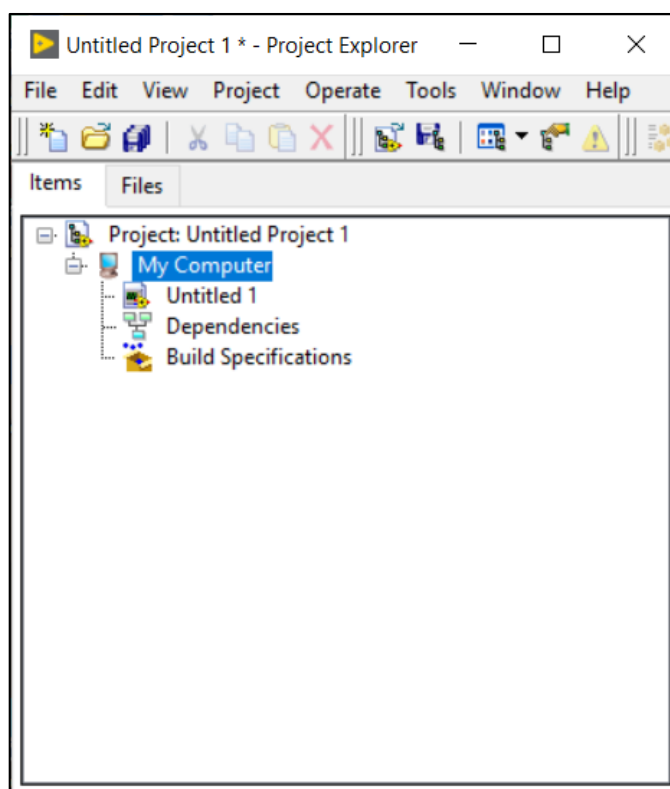 Untitled Project 1 * - Project Explorer
File Edit View Project Operate Tools Window Help
Items Files
Project: Untitled Project 1
My Computer
Untitled 1
Dependencies
Build Specifications